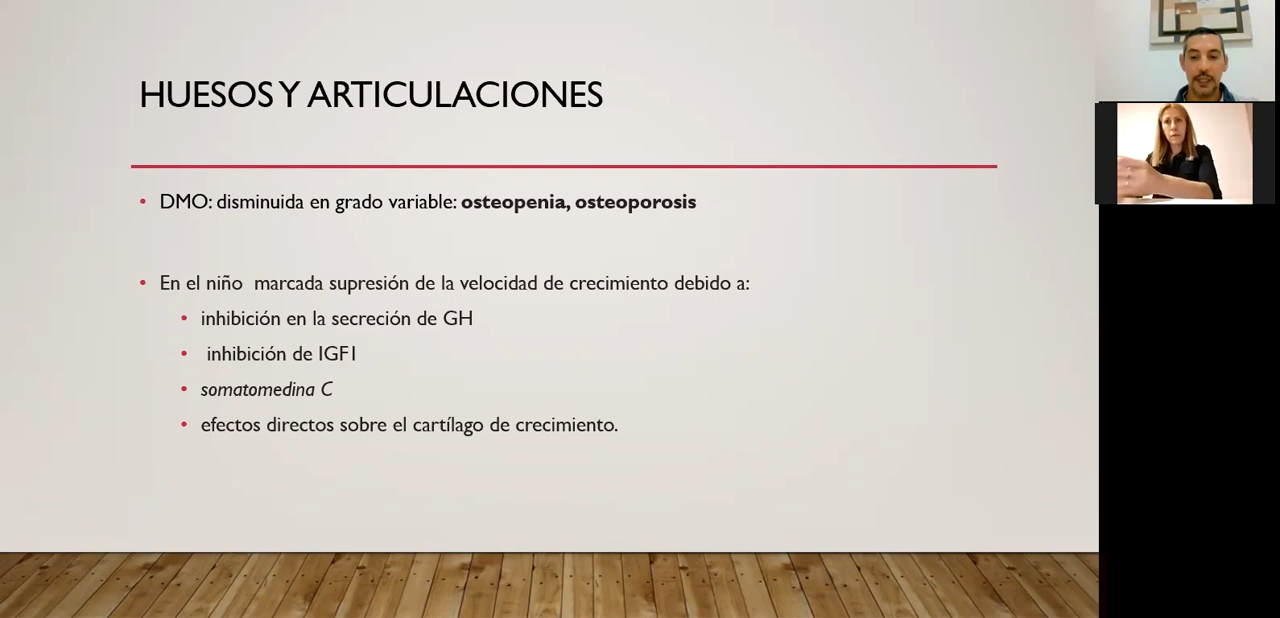 HUESOS Y ARTICULACIONES
• DMO: disminuida en grado variable: osteopenia, osteoporosis
• En el niño  marcada supresión de la velocidad de crecimiento debido a:
• inhibición en la secreción de GH
• inhibición de IGF1
• somatomedina C
• efectos directos sobre el cartílago de crecimiento.